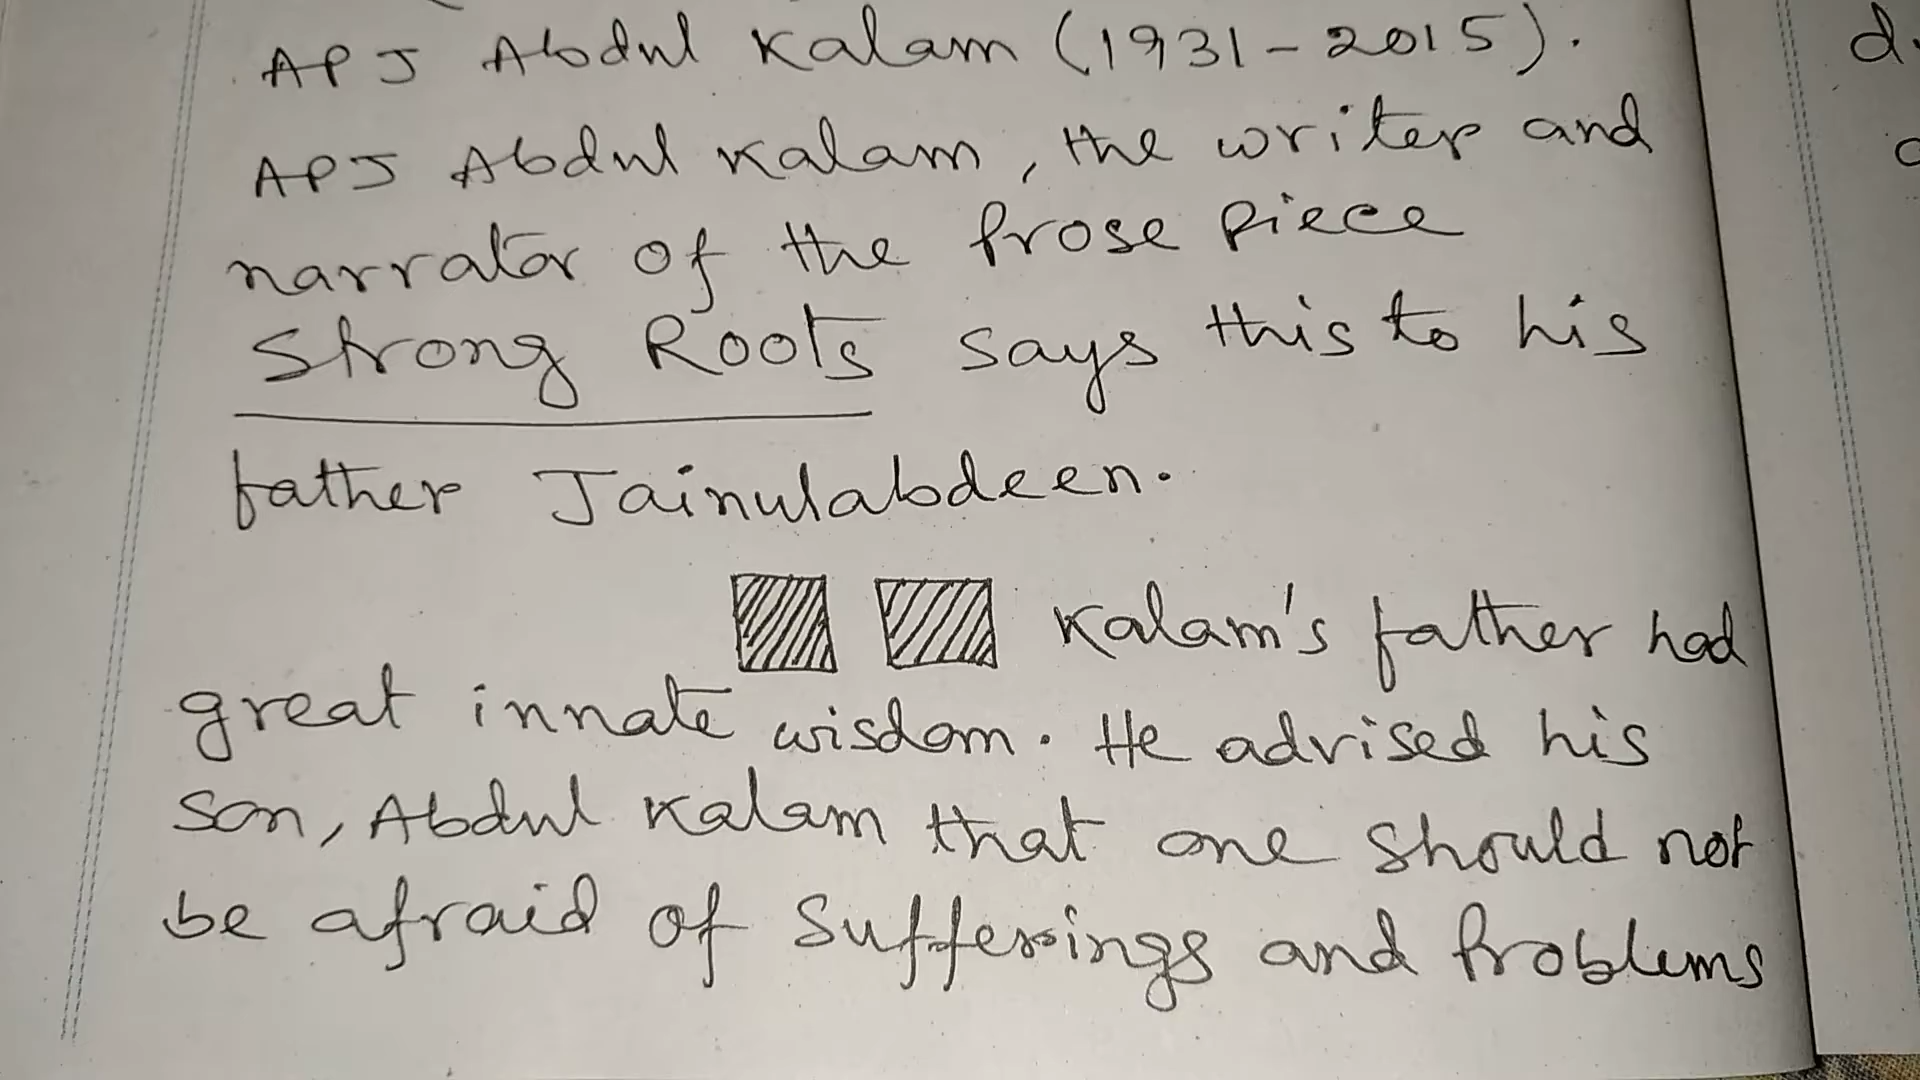 APJ Abdul Kalam (1931-2015).
APJ Abdul Kalam, the writer and
narrator of the prose piece
Strong Roots says this to his
father Jainulabdeen.
Kalam's father had
great innate wisdom. He advised his
son, Abdul Kalam that one should not
be afraid of sufferings and problems